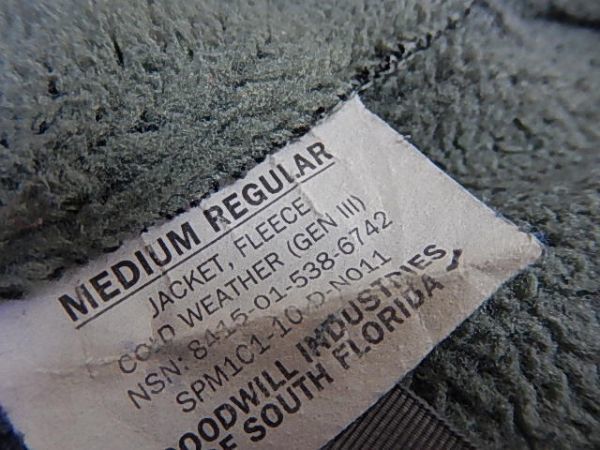 MEDIUM REGULAR
JACKET, FLEECE
COLD WEATHER (GEN III)
NSN: 8415-01-538-6742
SPM1C1-10-D-N011
GOODWILL INDUSTRIES
OF SOUTH FLORIDA